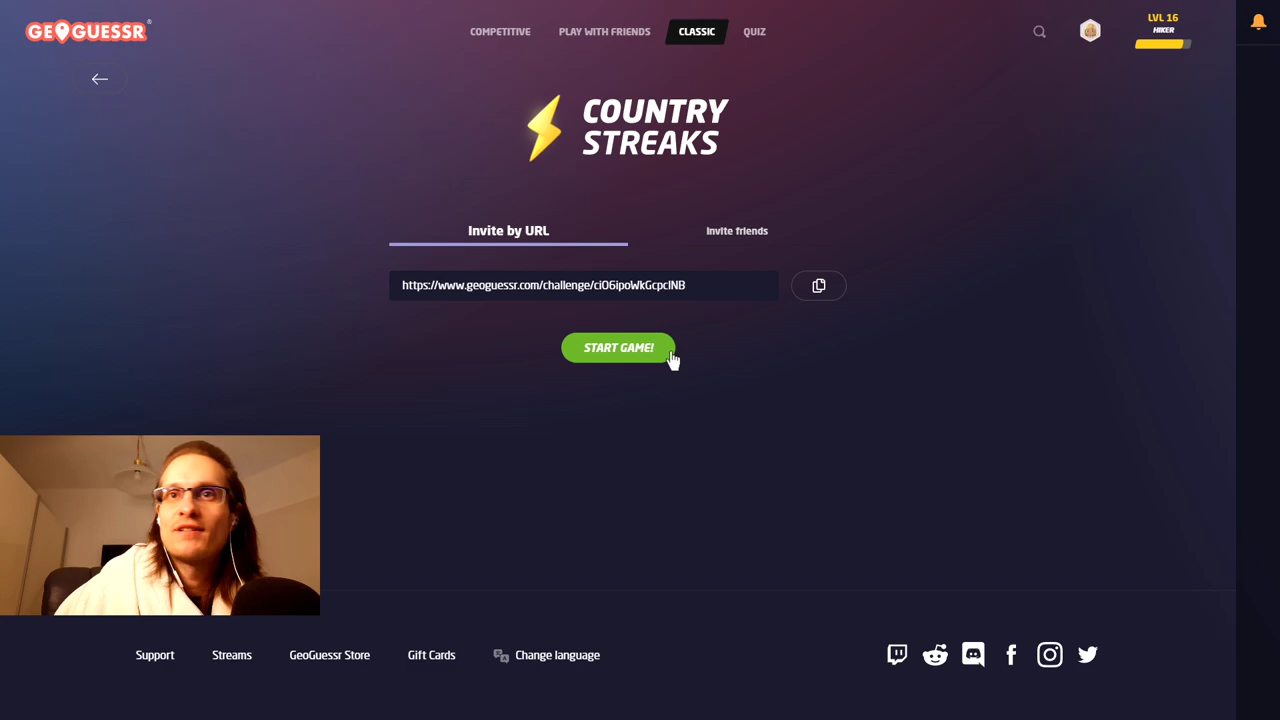 GEOGUESSR
COMPETITIVE
PLAY WITH FRIENDS
CLASSIC
QUIZ
LVL 16
HIKER
COUNTRY
STREAKS
Invite by URL
Invite friends
https://www.geoguessr.com/challenge/ciO6ipoWkGcpclNB
START GAME!
Support
Streams
GeoGuessr Store
Gift Cards
Change language